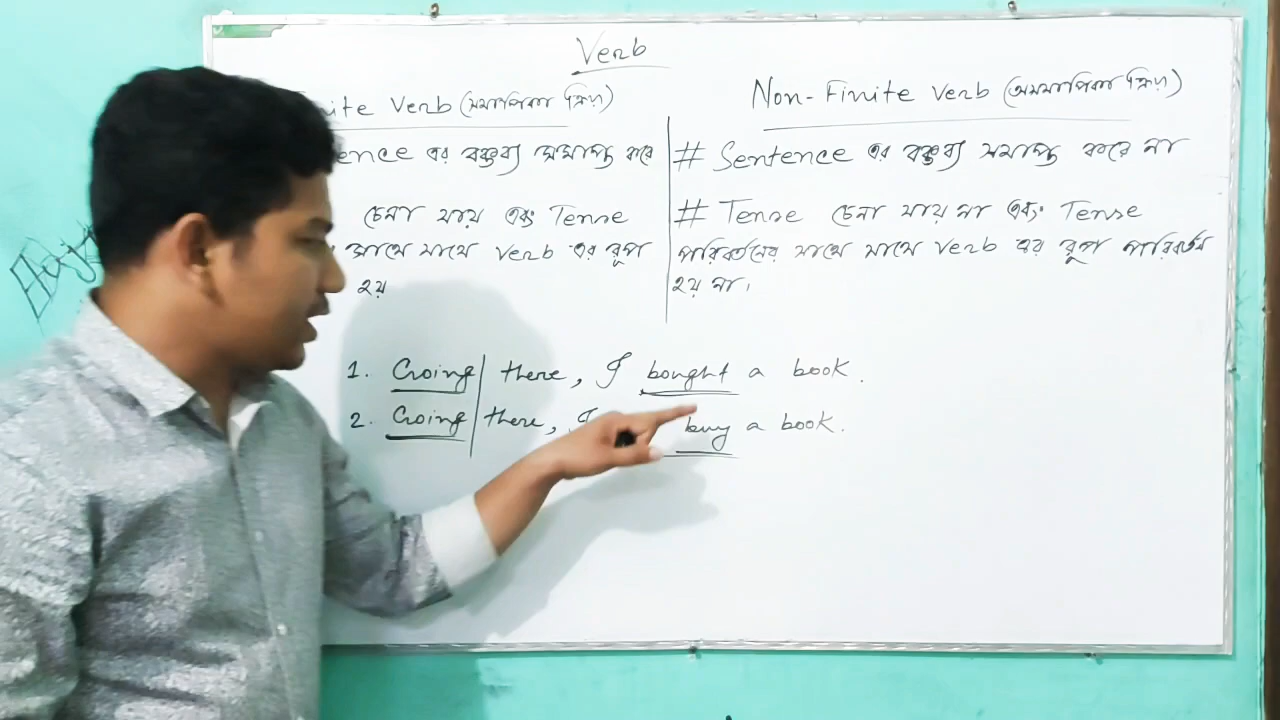 Verb
ite Verb (সমাপিকা ক্রিয়া)
Non-Finite Verb (অসমাপিকা ক্রিয়া)
ence এর বক্তব্য সমাপ্ত করে
# Sentence এর বক্তব্য সমাপ্ত করে না
চেনা যায় এবং Tense
সাথে সাথে Verb এর রূপ
হয়
# Tense চেনা যায় না এবং Tense
পরিবর্তনের সাথে সাথে Verb এর রূপ পরিবর্তন
হয় না।
1. Going there, I bought a book.
2. Going there, I buy a book.